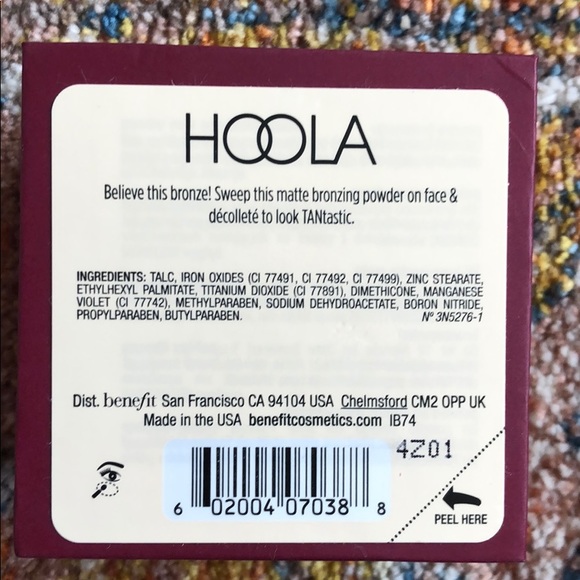 HOOLA
Believe this bronze! Sweep this matte bronzing powder on face &
décolleté to look TANtastic.
INGREDIENTS: TALC, IRON OXIDES (CI 77491, CI 77492, CI 77499), ZINC STEARATE,
ETHYLHEXYL PALMITATE, TITANIUM DIOXIDE (CI 77891), DIMETHICONE, MANGANESE
VIOLET (CI 77742), METHYLPARABEN, SODIUM DEHYDROACETATE, BORON NITRIDE,
PROPYLPARABEN, BUTYLPARABEN. Nº 3N5276-1
Dist. benefit San Francisco CA 94104 USA Chelmsford CM2 OPP UK
Made in the USA benefitcosmetics.com IB74
4Z01
6 02004 07038 8
PEEL HERE